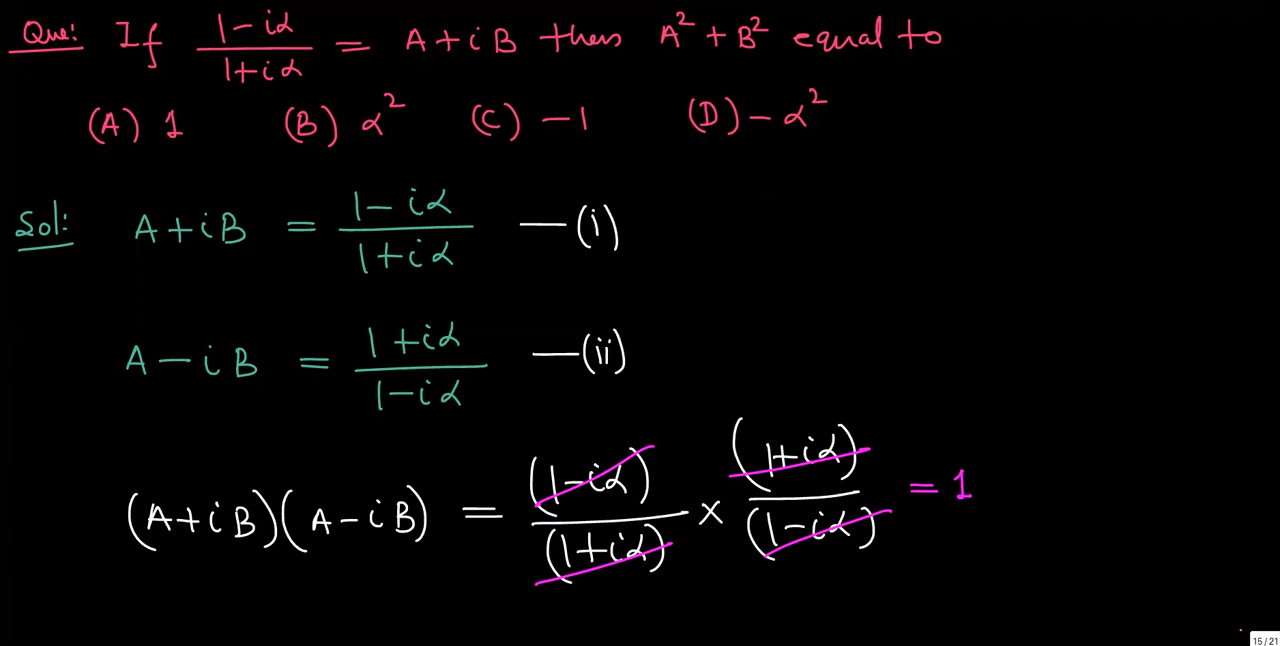 Que: If (1-iα)/(1+iα) = A+iB then A² + B² equal to
(A) 1 (B) α² (C) -1 (D) -α²
Sol: A+iB = (1-iα)/(1+iα) —(i)
A-iB = (1+iα)/(1-iα) —(ii)
(A+iB)(A-iB) = (1-iα)/(1+iα) × (1+iα)/(1-iα) = 1
15/21